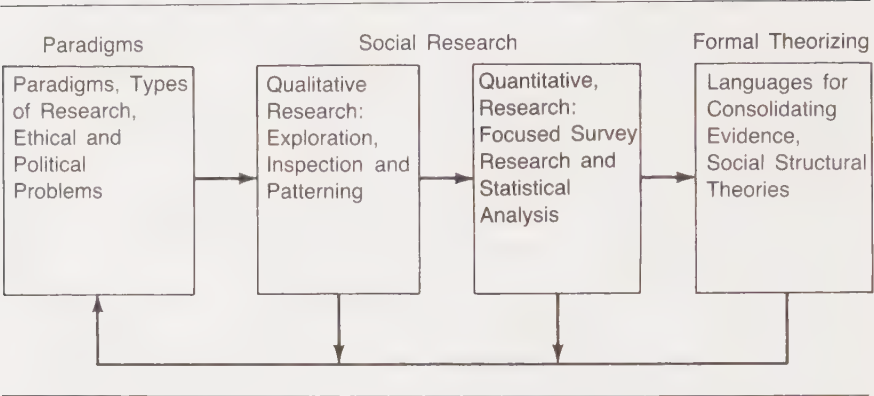 Paradigms
Social Research
Formal Theorizing
Paradigms, Types
of Research,
Ethical and
Political
Problems
Qualitative
Research:
Exploration,
Inspection and
Patterning
Quantitative,
Research:
Focused Survey
Research and
Statistical
Analysis
Languages for
Consolidating
Evidence,
Social Structural
Theories